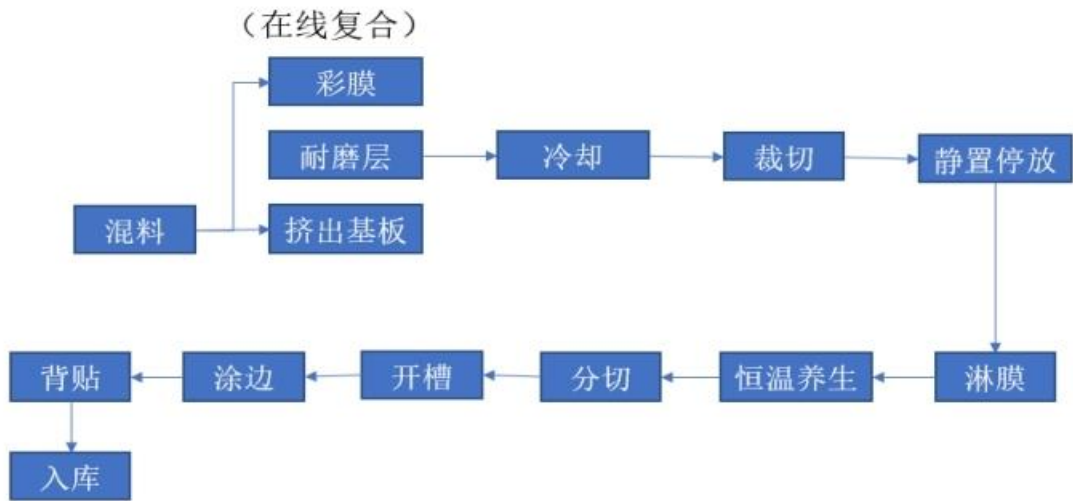 （在线复合）
彩膜
耐磨层
冷却
裁切
静置停放
混料
挤出基板
背贴
涂边
开槽
分切
恒温养生
淋膜
入库